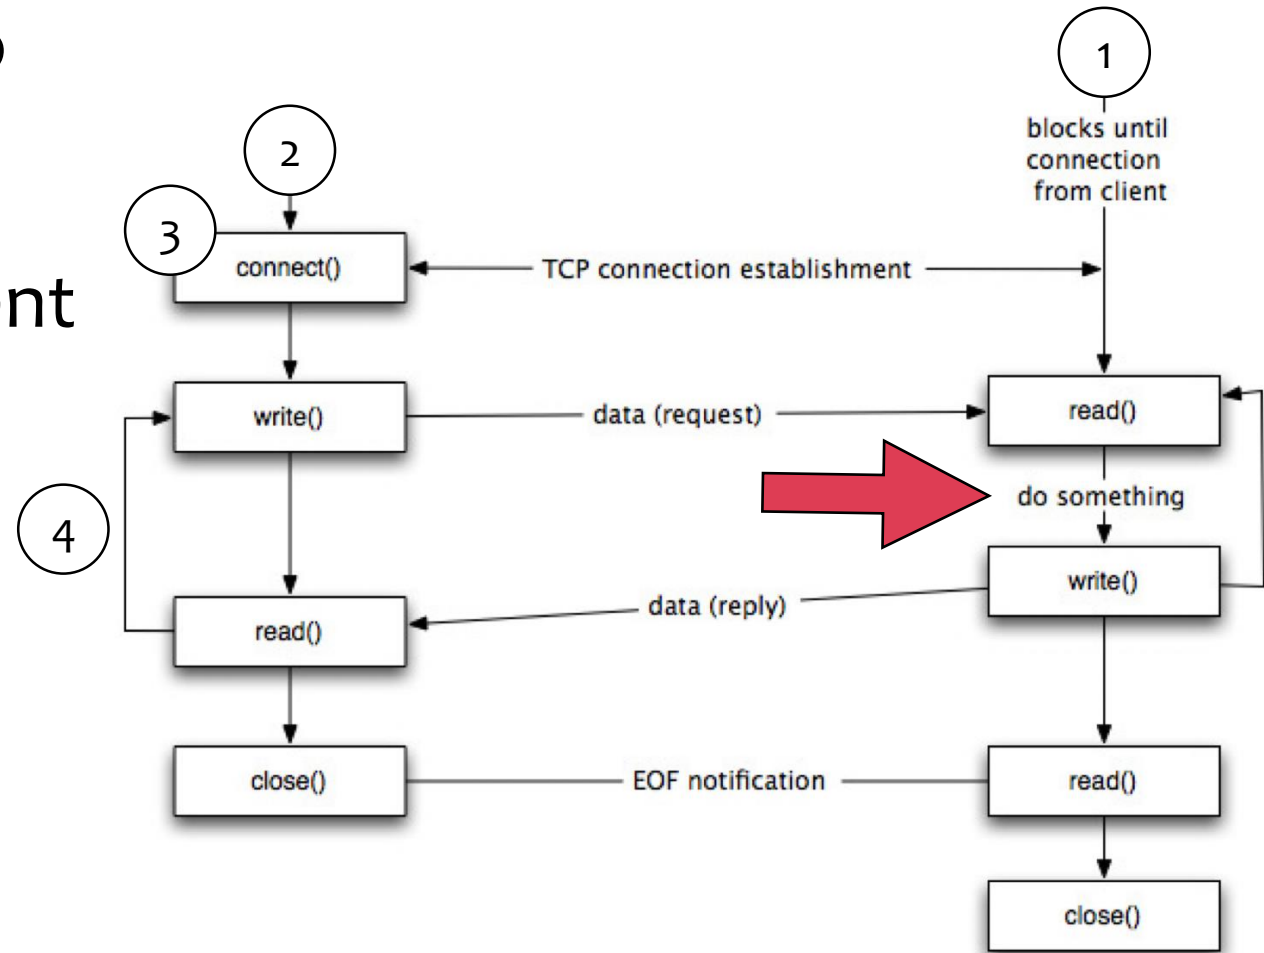 1
blocks until
connection
from client
2
3
connect()
TCP connection establishment
ent
write()
data (request)
read()
do something
4
write()
data (reply)
read()
close()
EOF notification
read()
close()